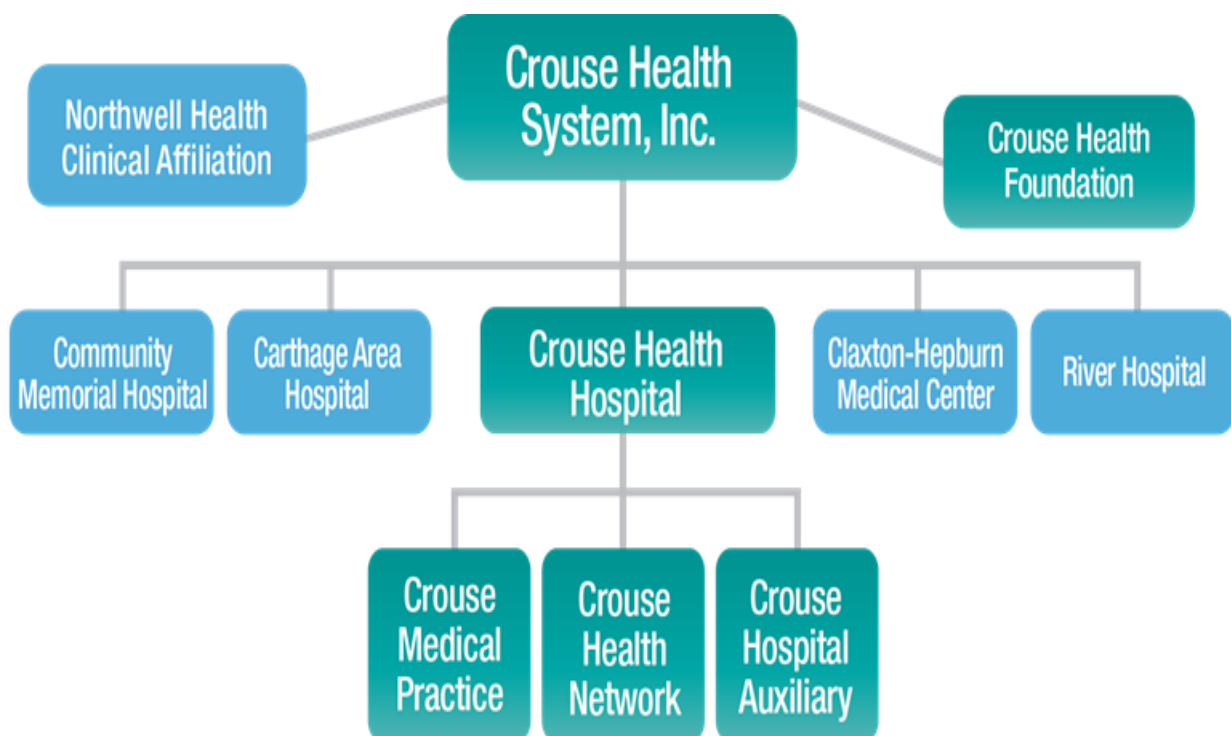 Crouse Health
System, Inc.
Northwell Health
Clinical Affiliation
Crouse Health
Foundation
Community
Memorial Hospital
Carthage Area
Hospital
Crouse Health
Hospital
Claxton-Hepburn
Medical Center
River Hospital
Crouse
Medical
Practice
Crouse
Health
Network
Crouse
Hospital
Auxiliary